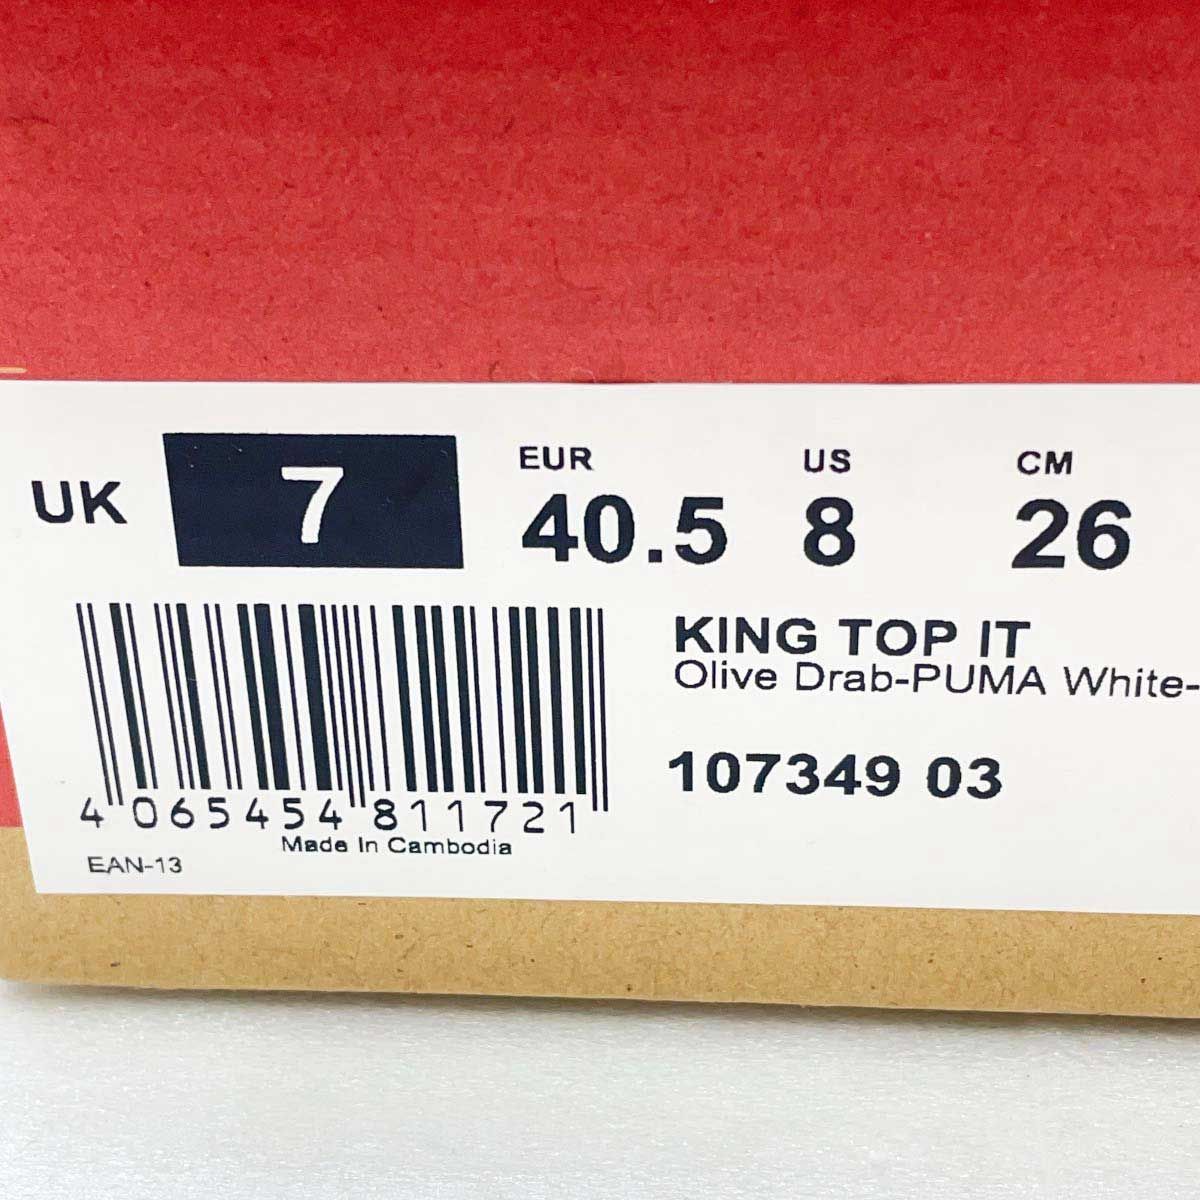 UK 7
EUR US CM
40.5 8 26
KING TOP IT
Olive Drab-PUMA White-
107349 03
4 065454 811721
Made In Cambodia
EAN-13